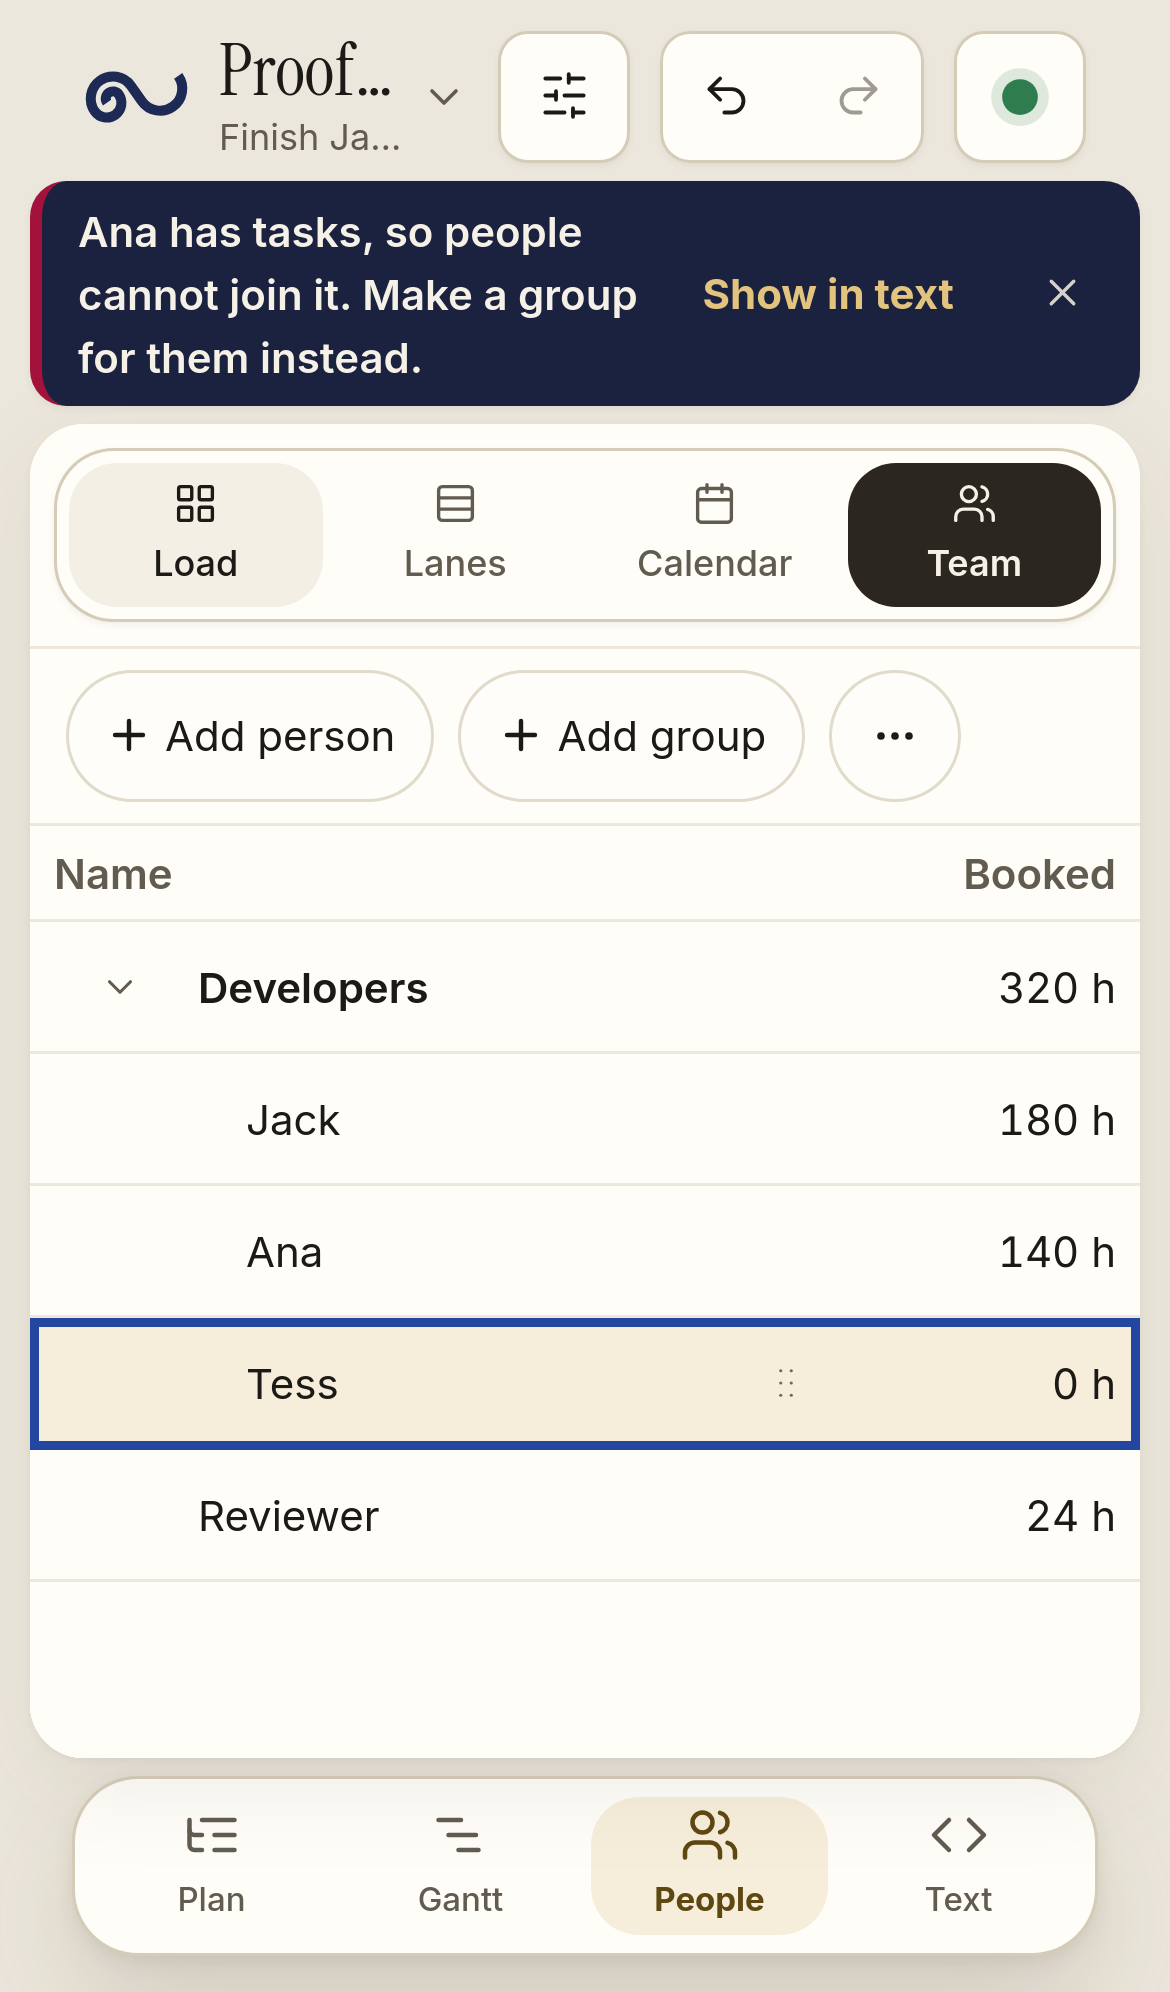 Proof...
Finish Ja...
Ana has tasks, so people
cannot join it. Make a group
for them instead.
Show in text
Load
Lanes
Calendar
Team
Add person
Add group
Name
Booked
Developers
320 h
Jack
180 h
Ana
140 h
Tess
0 h
Reviewer
24 h
Plan
Gantt
People
Text